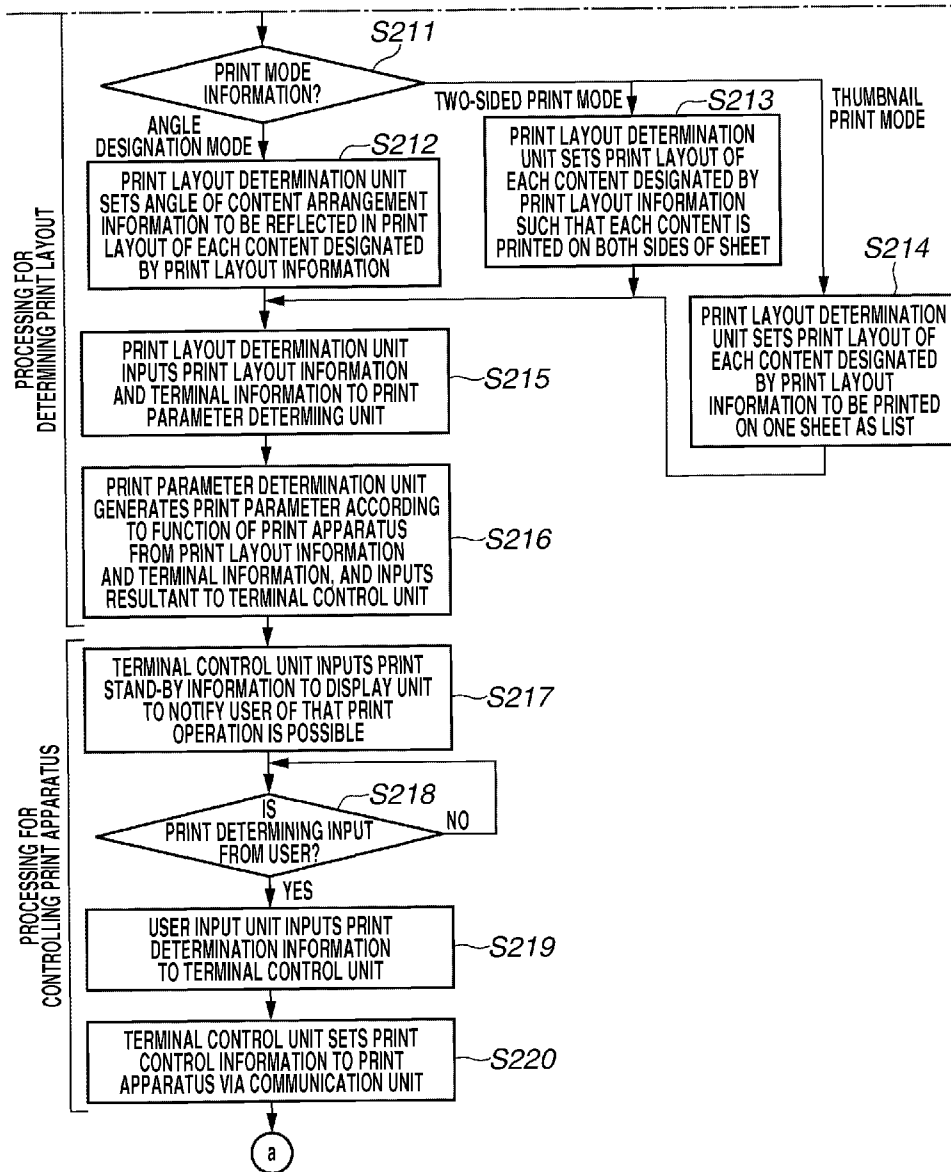 S211
PRINT MODE
INFORMATION?
TWO-SIDED PRINT MODE
THUMBNAIL
PRINT MODE
ANGLE
DESIGNATION MODE
S212
PRINT LAYOUT DETERMINATION UNIT
SETS ANGLE OF CONTENT ARRANGEMENT
INFORMATION TO BE REFLECTED IN PRINT
LAYOUT OF EACH CONTENT DESIGNATED
BY PRINT LAYOUT INFORMATION
S213
PRINT LAYOUT DETERMINATION
UNIT SETS PRINT LAYOUT OF
EACH CONTENT DESIGNATED BY
PRINT LAYOUT INFORMATION
SUCH THAT EACH CONTENT IS
PRINTED ON BOTH SIDES OF SHEET
S214
PRINT LAYOUT DETERMINATION
UNIT SETS PRINT LAYOUT OF
EACH CONTENT DESIGNATED
BY PRINT LAYOUT
INFORMATION TO BE PRINTED
ON ONE SHEET AS LIST
PROCESSING FOR
DETERMINING PRINT LAYOUT
PRINT LAYOUT DETERMINATION UNIT
INPUTS PRINT LAYOUT INFORMATION
AND TERMINAL INFORMATION TO PRINT
PARAMETER DETERMIING UNIT
S215
PRINT PARAMETER DETERMINATION UNIT
GENERATES PRINT PARAMETER ACCORDING
TO FUNCTION OF PRINT APPARATUS
FROM PRINT LAYOUT INFORMATION
AND TERMINAL INFORMATION, AND INPUTS
RESULTANT TO TERMINAL CONTROL UNIT
S216
PROCESSING FOR
CONTROLLING PRINT APPARATUS
TERMINAL CONTROL UNIT INPUTS PRINT
STAND-BY INFORMATION TO DISPLAY UNIT
TO NOTIFY USER OF THAT PRINT
OPERATION IS POSSIBLE
S217
S218
IS
PRINT DETERMINING INPUT
FROM USER?
NO
YES
USER INPUT UNIT INPUTS PRINT
DETERMINATION INFORMATION
TO TERMINAL CONTROL UNIT
S219
TERMINAL CONTROL UNIT SETS PRINT
CONTROL INFORMATION TO PRINT
APPARATUS VIA COMMUNICATION UNIT
S220
a